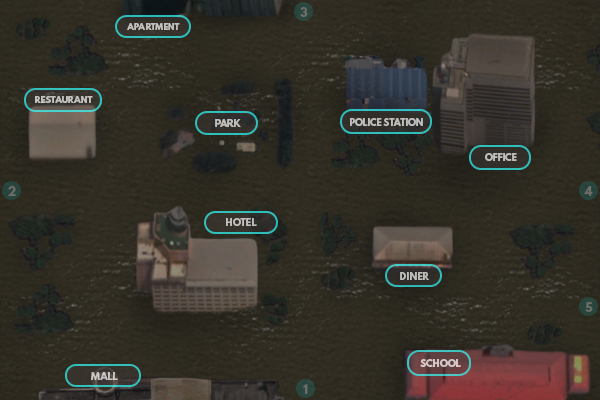 3
APARTMENT
RESTAURANT
PARK
POLICE STATION
OFFICE
2
4
HOTEL
DINER
5
SCHOOL
MALL
1